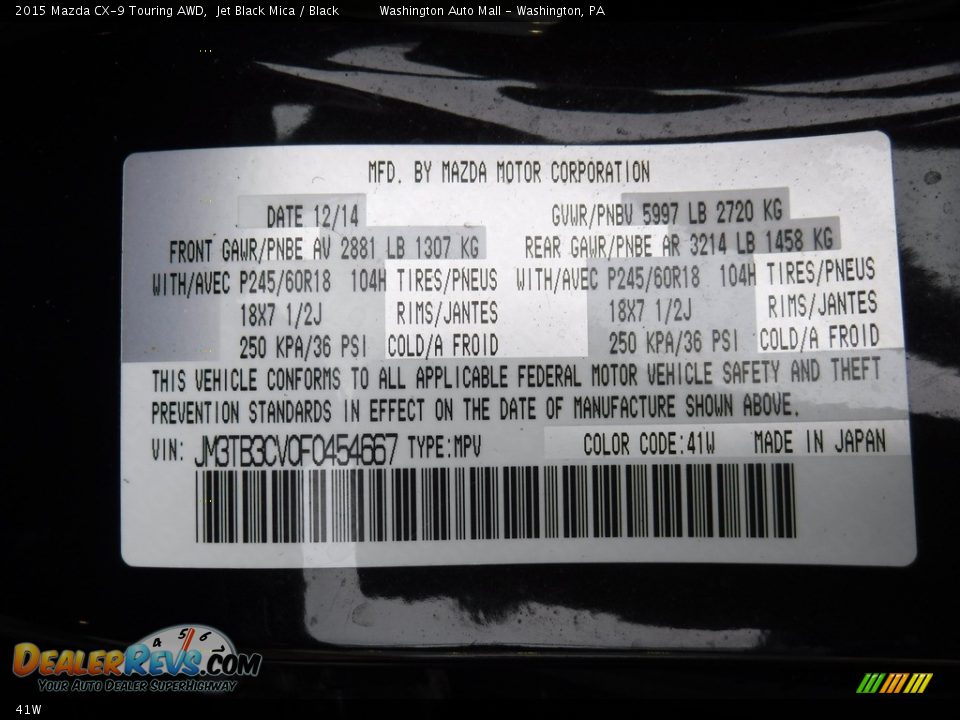 2015 Mazda CX-9 Touring AWD,  Jet Black Mica / Black        Washington Auto Mall - Washington, PA
MFD. BY MAZDA MOTOR CORPORATION
DATE 12/14    GVWR/PNBV 5997 LB 2720 KG
FRONT GAWR/PNBE AV 2881 LB 1307 KG    REAR GAWR/PNBE AR 3214 LB 1458 KG
WITH/AVEC P245/60R18  104H TIRES/PNEUS  WITH/AVEC P245/60R18  104H TIRES/PNEUS
18X7 1/2J    RIMS/JANTES    18X7 1/2J    RIMS/JANTES
250 KPA/36 PSI  COLD/A FROID    250 KPA/36 PSI  COLD/A FROID
THIS VEHICLE CONFORMS TO ALL APPLICABLE FEDERAL MOTOR VEHICLE SAFETY AND THEFT
PREVENTION STANDARDS IN EFFECT ON THE DATE OF MANUFACTURE SHOWN ABOVE.
VIN: JM3TB3CV0F0454667 TYPE:MPV    COLOR CODE:41W    MADE IN JAPAN
4 5 6
DEALERREVS.COM
YOUR AUTO DEALER SUPERHIGHWAY
41W